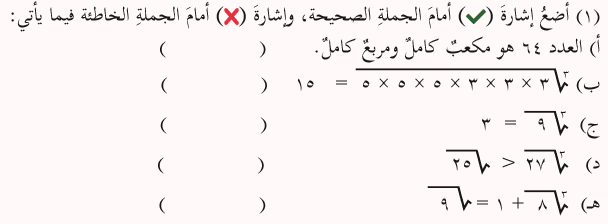 (١) أضعُ إشارةَ (✓) أمامَ الجملةِ الصحيحة، وإشارةَ (✗) أمامَ الجملةِ الخاطئة فيما يأتي:
أ) العدد ٦٤ هو مكعبٌ كاملٌ ومربعٌ كاملٌ. ( )
ب) ∛(٣ × ٣ × ٣ × ٥ × ٥ × ٥) = ١٥ ( )
ج) ∛٩ = ٣ ( )
د) ∛٢٧ < √٢٥ ( )
هـ) ∛٨ + ١ = √٩ ( )